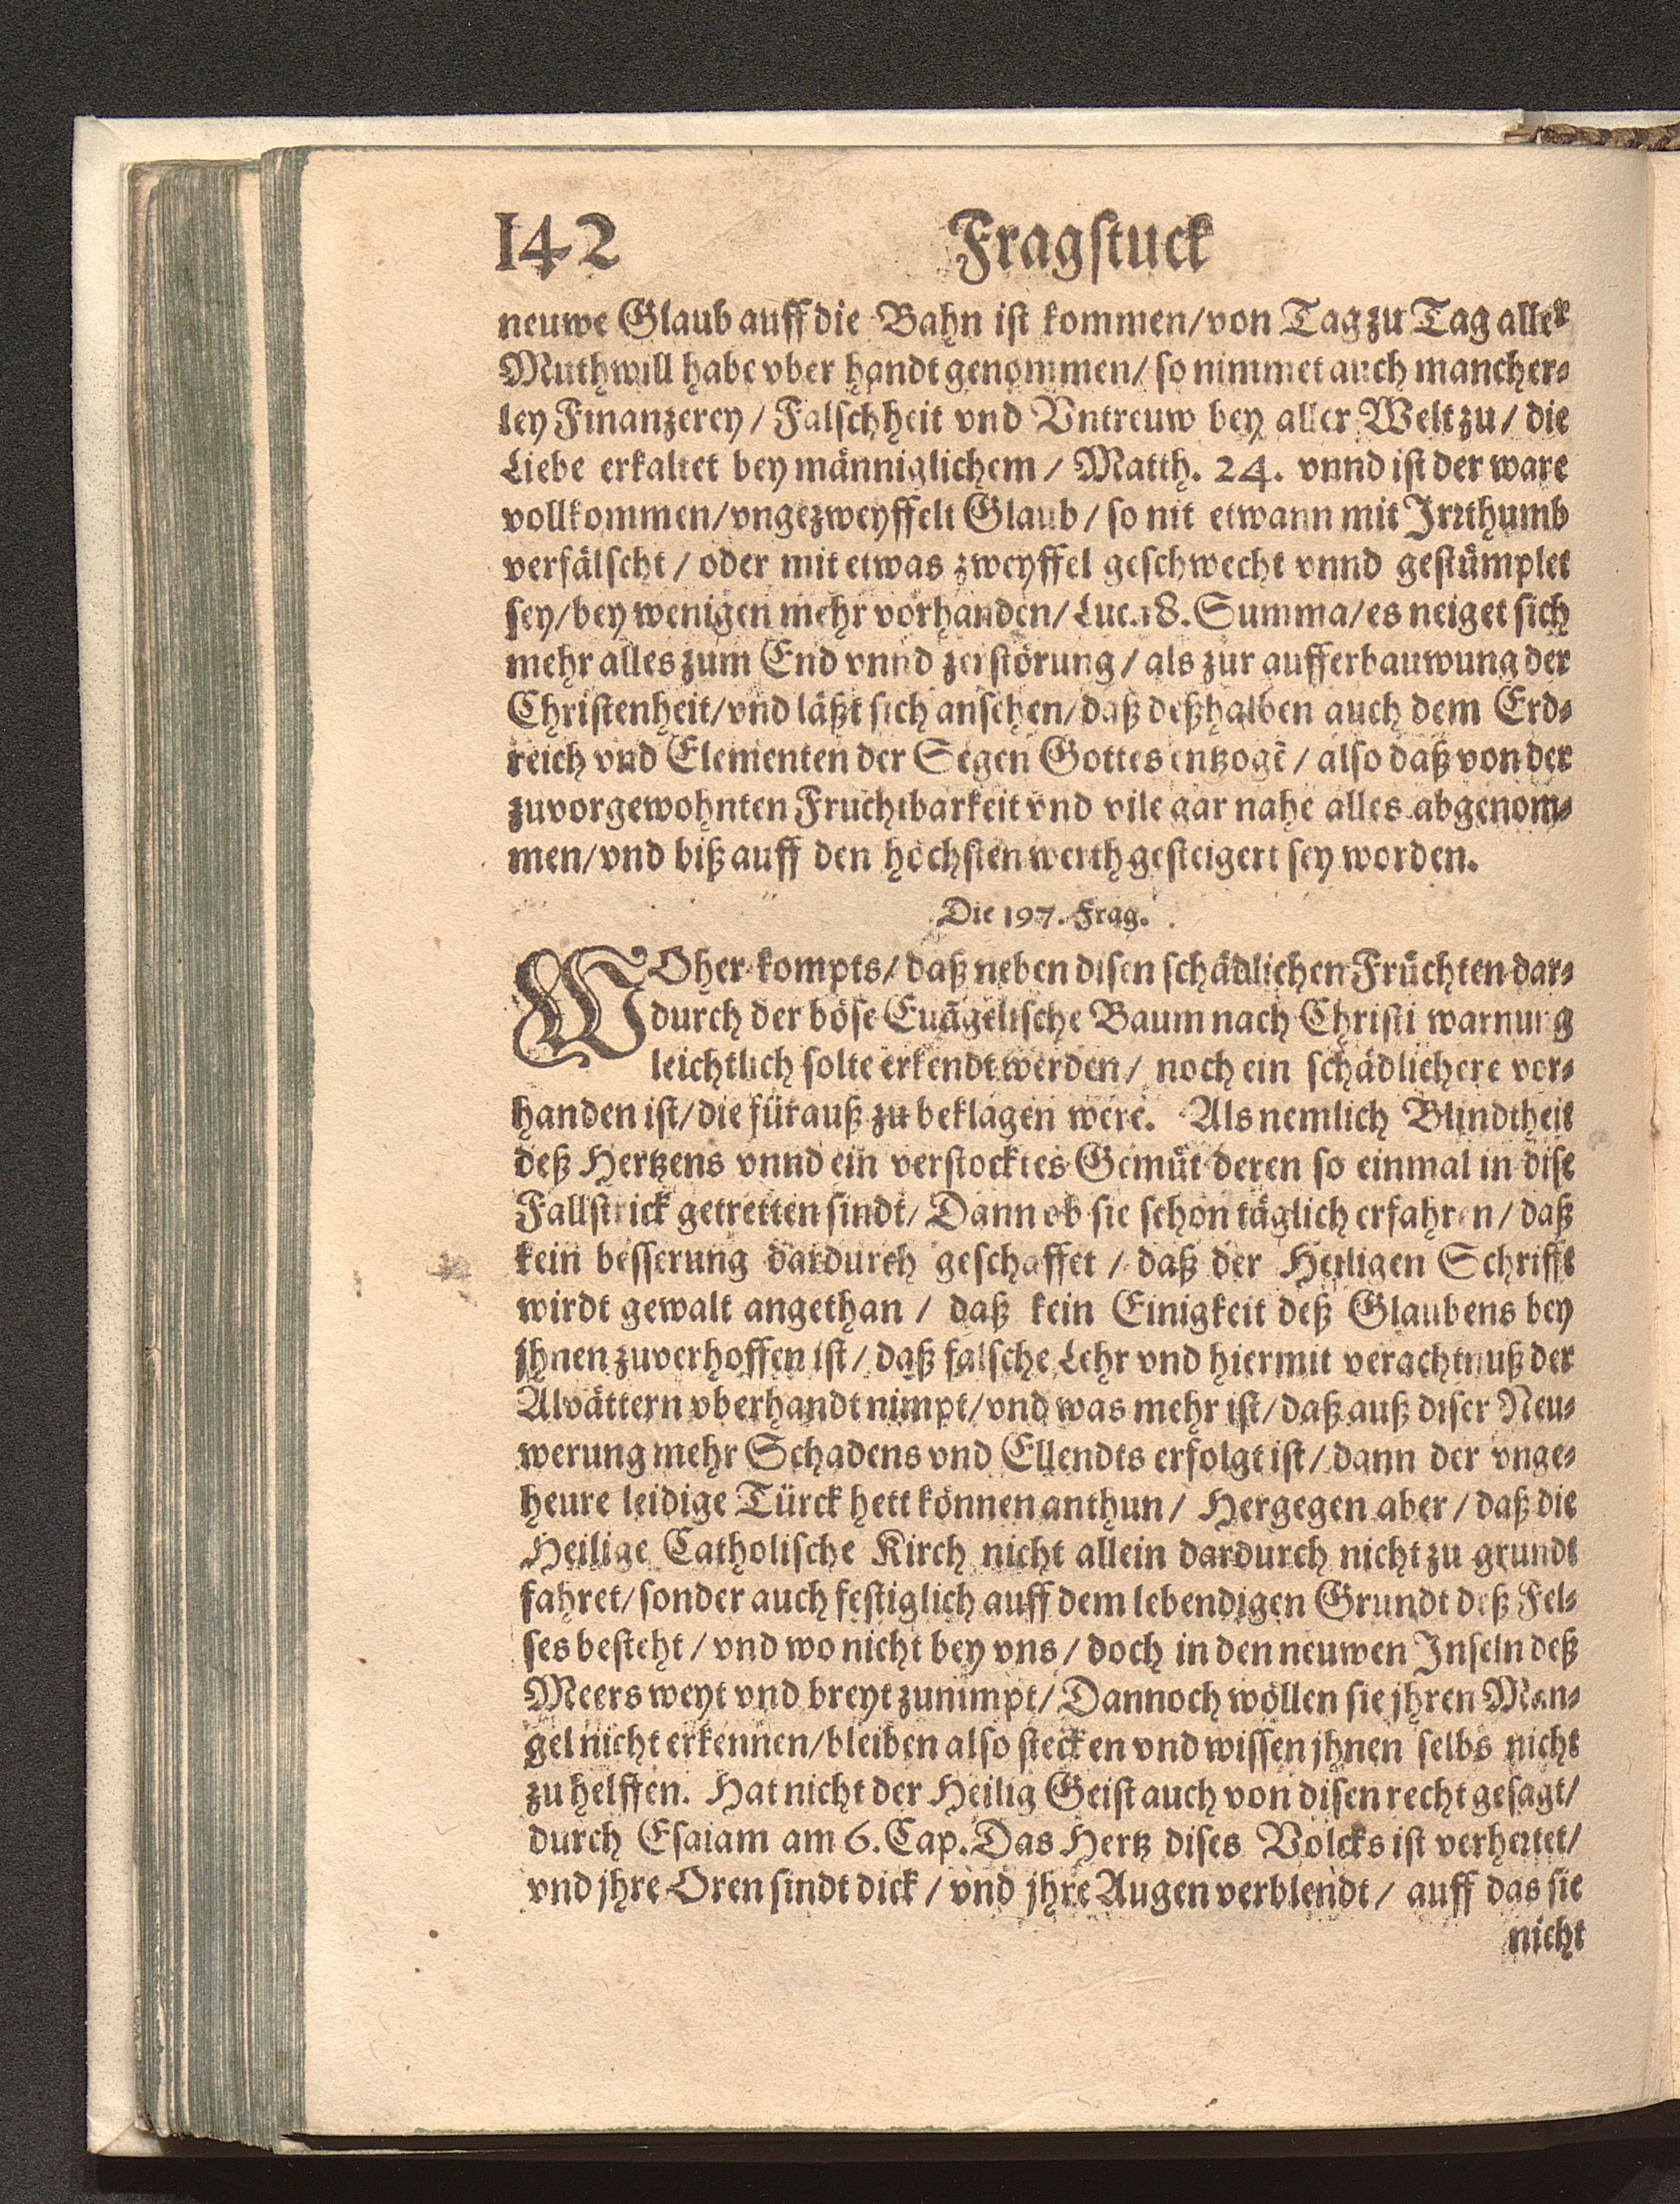 142 Fragstuck
neuwe Glaub auff die Bahn ist kommen/von Tag zu Tag aller
Muthwill habe vber handt genommen/ so nimmet auch mancher⸗
ley Finanzerey/ Falschheit vnd Vntreuw bey aller Welt zu/ die
Liebe erkaltet bey männiglichem/ Matth. 24. vnnd ist der ware
vollkommen/vngezweyffelt Glaub/ so nit etwann mit Irrthumb
verfälscht/ oder mit etwas zweyffel geschwecht vnnd gestümplet
sey/bey wenigen mehr vorhanden/Luc.18.Summa/es neiget sich
mehr alles zum End vnnd zerstörung/ als zur aufferbauwung der
Christenheit/vnd läßt sich ansehen/daß deßhalben auch dem Erd⸗
reich vnd Elementen der Segen Gottes entzogẽ/ also daß von der
zuvorgewohnten Fruchtbarkeit vnd vile gar nahe alles abgenom⸗
men/vnd biß auff den höchsten werth gesteigert sey worden.
Die 197. Frag.
WOher kompts/ daß neben disen schädlichen Früchten dar⸗
durch der böse Euãgelische Baum nach Christi warnung
leichtlich solte erkendt werden/ noch ein schädlichere vor⸗
handen ist/die fürauß zu beklagen were. Als nemlich Blindtheit
deß Hertzens vnnd ein verstocktes Gemüt deren so einmal in dise
Fallstrick getretten sindt/ Dann ob sie schon täglich erfahren/ daß
kein besserung dardurch geschaffet/ daß der Heiligen Schrifft
wirdt gewalt angethan/ daß kein Einigkeit deß Glaubens bey
jhnen zuverhoffen ist/ daß falsche Lehr vnd hiermit verachtnuß der
Alvättern vberhandt nimpt/vnd was mehr ist/daß auß diser Neu⸗
werung mehr Schadens vnd Ellendts erfolgt ist/ dann der vnge⸗
heure leidige Türck hett können anthun/ Hergegen aber/ daß die
Heilige Catholische Kirch nicht allein dardurch nicht zu grundt
fahret/sonder auch festiglich auff dem lebendigen Grundt deß Fel⸗
ses besteht/ vnd wo nicht bey vns/ doch in den neuwen Inseln deß
Meers weyt vnd breyt zunimpt/Dannoch wöllen sie jhren Man⸗
gel nicht erkennen/bleiben also stecken vnd wissen jhnen selbs nicht
zu helffen. Hat nicht der Heilig Geist auch von disen recht gesagt/
durch Esaiam am 6.Cap.Das Hertz dises Volcks ist verhertet/
vnd jhre Oren sindt dick/ vnd jhre Augen verblendt/ auff das sie
nicht